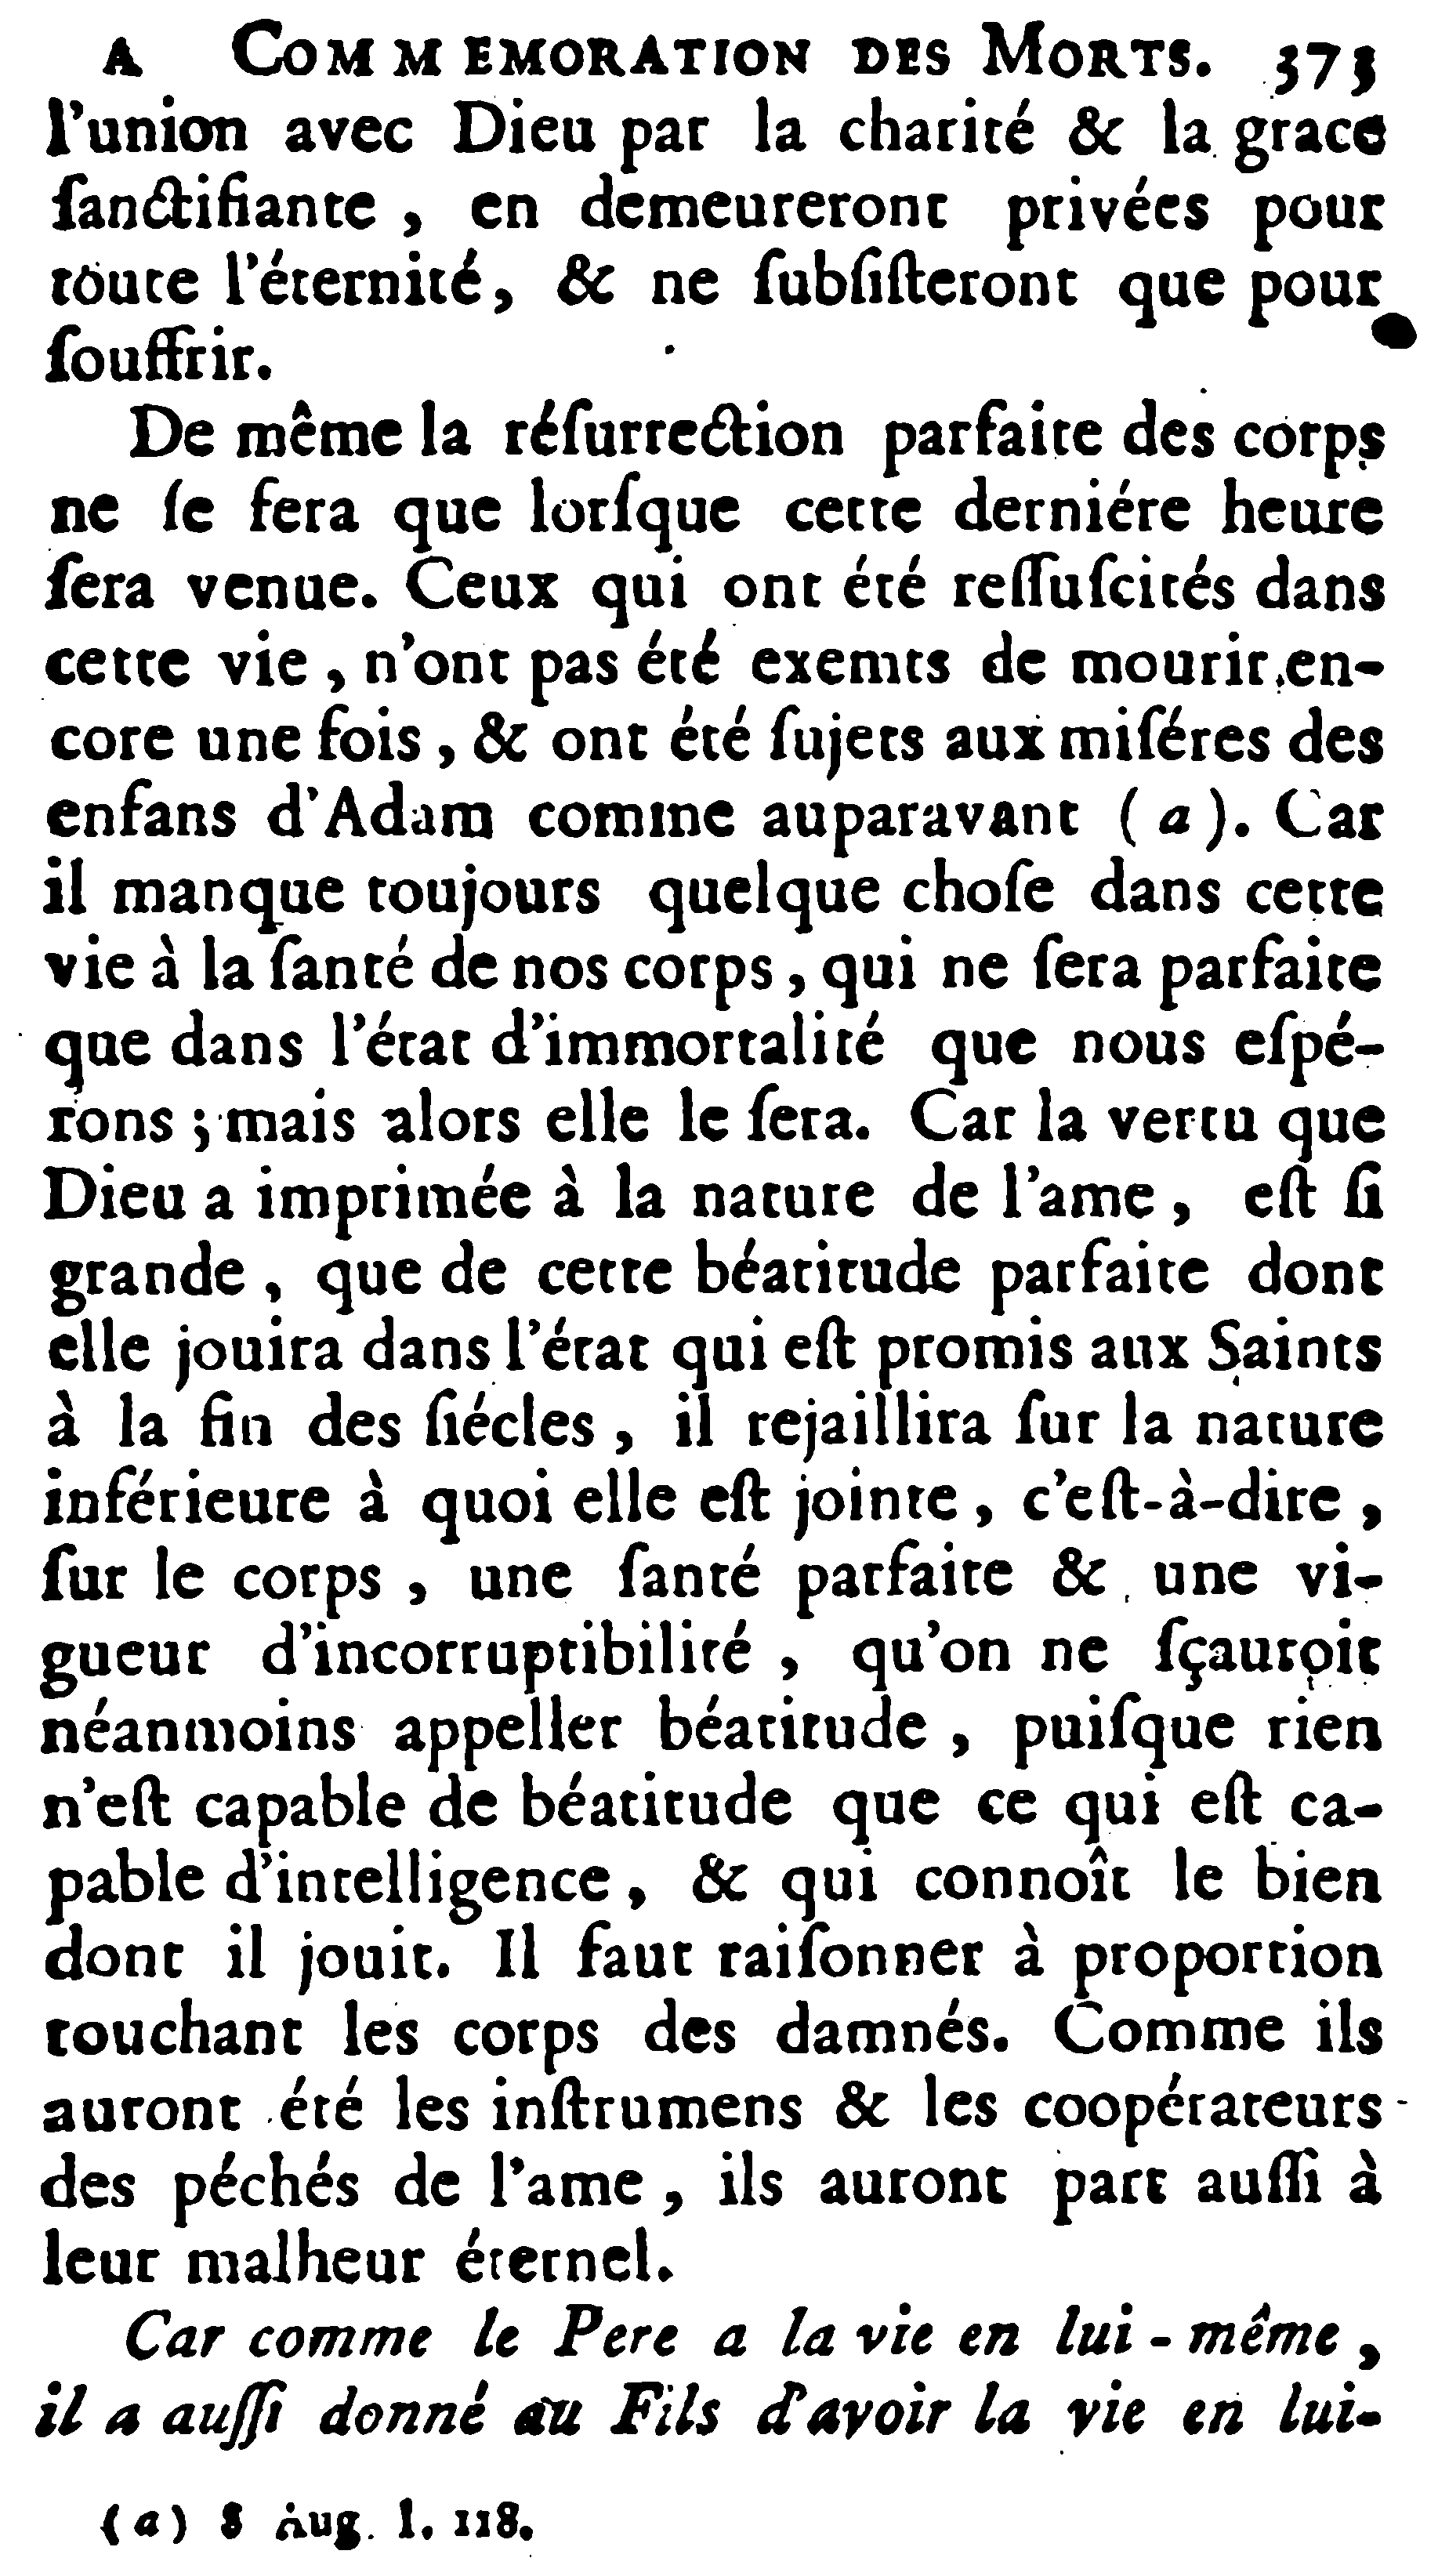 A COMMEMORATION DES MORTS. 373
l'union avec Dieu par la charité & la grace
ſanctifiante, en demeureront privées pour
toute l'éternité, & ne ſubſiſteront que pour
ſouffrir.
De même la réſurrection parfaite des corps
ne ſe fera que lorſque cette derniére heure
ſera venue. Ceux qui ont été reſſuſcités dans
cette vie, n'ont pas été exemts de mourir en-
core une fois, & ont été ſujets aux miſéres des
enfans d'Adam comme auparavant (a). Car
il manque toujours quelque choſe dans cette
vie à la ſanté de nos corps, qui ne ſera parfaite
que dans l'état d'immortalité que nous eſpé-
rons; mais alors elle le ſera. Car la vertu que
Dieu a imprimée à la nature de l'ame, eſt ſi
grande, que de cette béatitude parfaite dont
elle jouira dans l'état qui eſt promis aux Saints
à la fin des ſiécles, il rejaillira ſur la nature
inférieure à quoi elle eſt jointe, c'eſt-à-dire,
ſur le corps, une ſanté parfaite & une vi-
gueur d'incorruptibilité, qu'on ne ſçauroit
néanmoins appeller béatitude, puiſque rien
n'eſt capable de béatitude que ce qui eſt ca-
pable d'intelligence, & qui connoît le bien
dont il jouit. Il faut raiſonner à proportion
touchant les corps des damnés. Comme ils
auront été les inſtrumens & les coopérateurs
des péchés de l'ame, ils auront part auſſi à
leur malheur éternel.
Car comme le Pere a la vie en lui-même,
il a auſſi donné au Fils d'avoir la vie en lui-
(a) S Aug. l. 118.